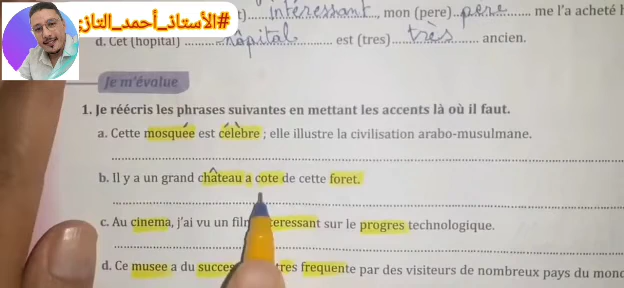 #الأستاذ_أحمد_التازي
t).....intéressant..., mon (pere)..père...... me l'a acheté
d. Cet (hopital) ..........hôpital.......... est (tres)......très.......... ancien.
Je m'évalue
1. Je réécris les phrases suivantes en mettant les accents là où il faut.
a. Cette mosquée est célèbre ; elle illustre la civilisation arabo-musulmane.
b. Il y a un grand château a cote de cette foret.
c. Au cinema, j'ai vu un film interessant sur le progres technologique.
d. Ce musee a du succes tres frequente par des visiteurs de nombreux pays du